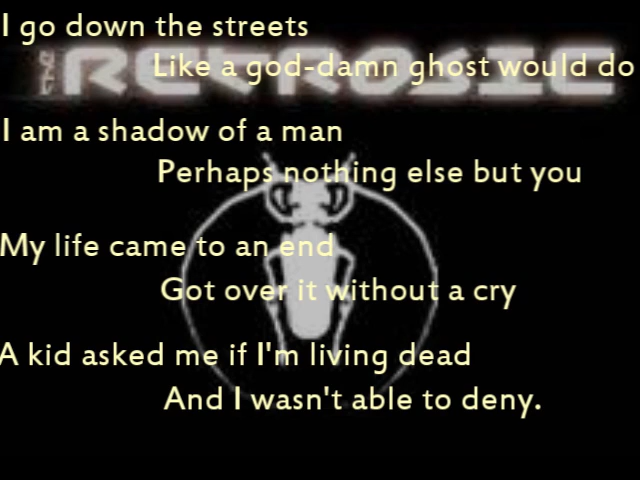 I go down the streets
THE RETROSIC
Like a god-damn ghost would do
I am a shadow of a man
Perhaps nothing else but you
My life came to an end
Got over it without a cry
A kid asked me if I'm living dead
And I wasn't able to deny.